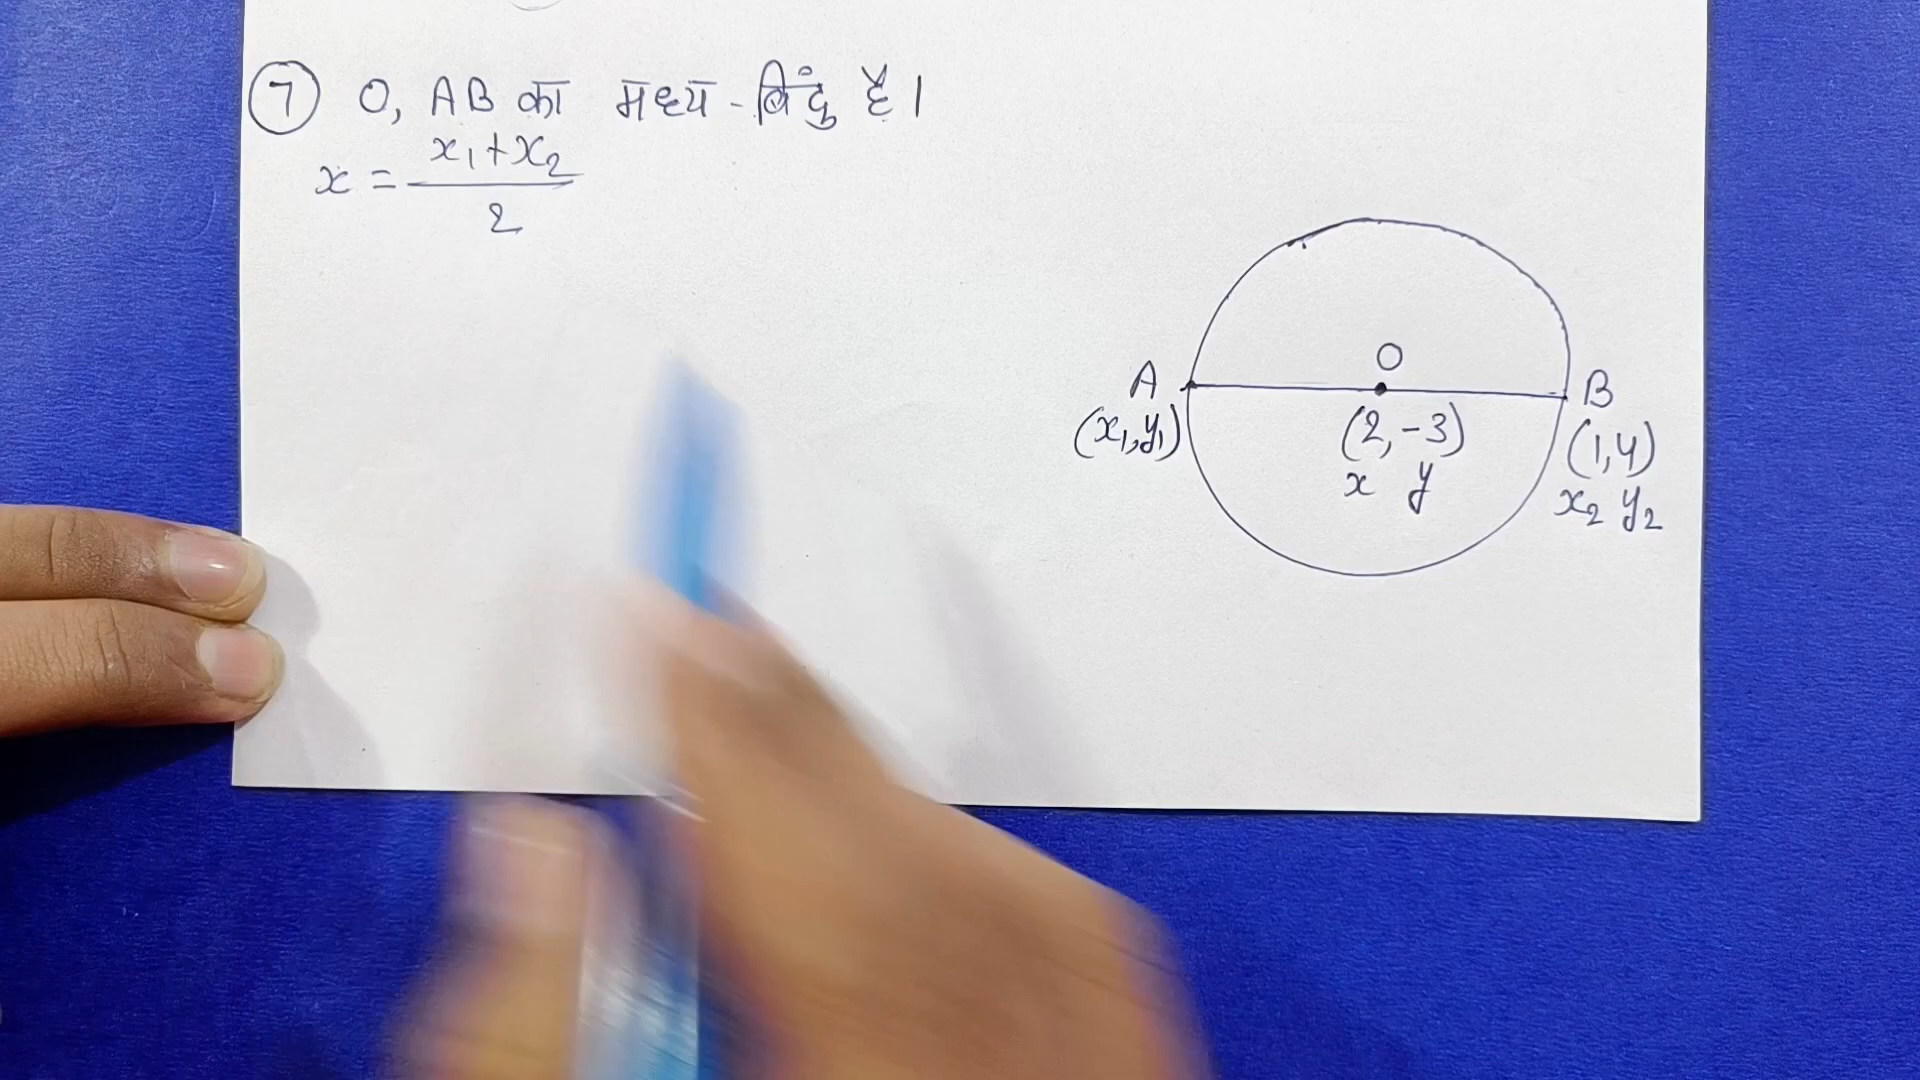 7 O, AB का मध्य-बिंदु है।
x = x₁+x₂
2
O
A
B
(x₁,y₁)
(2,-3)
(1,4)
x y
x₂ y₂